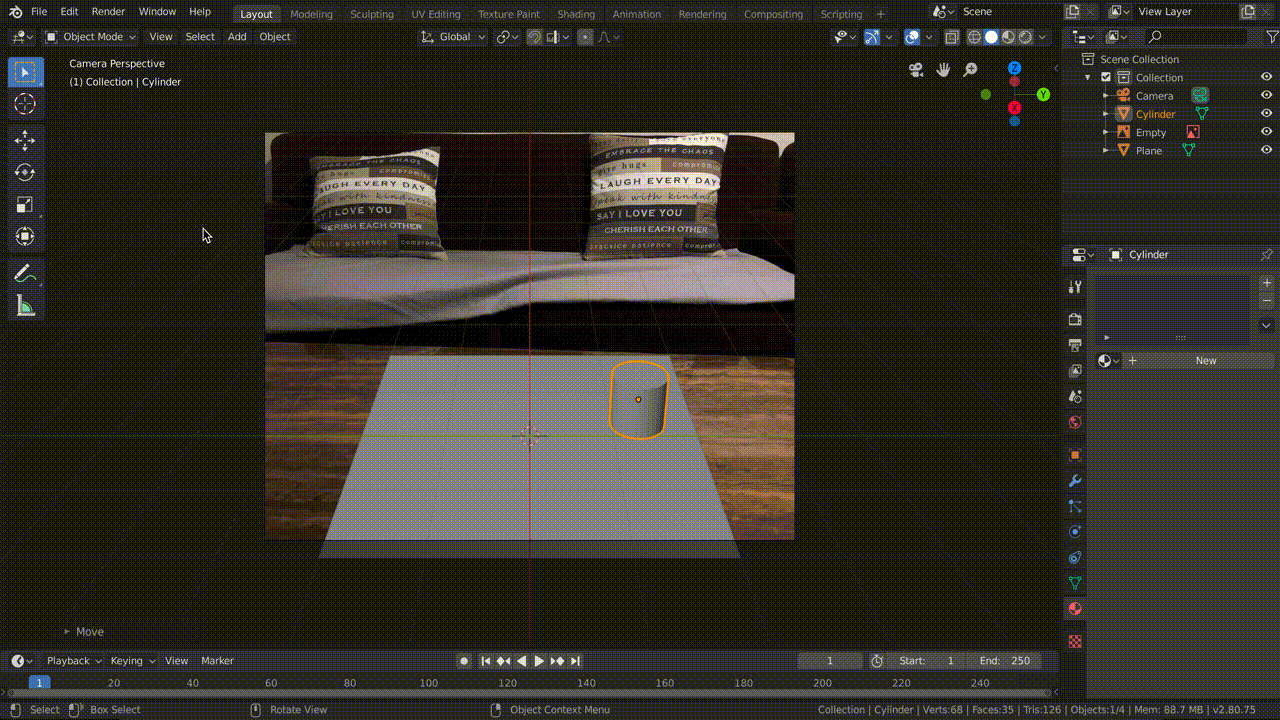 File Edit Render Window Help Layout Modeling Sculpting UV Editing Texture Paint Shading Animation Rendering Compositing Scripting + Scene View Layer
Object Mode View Select Add Object Global
Camera Perspective
(1) Collection | Cylinder
Z
Y
X
Scene Collection
Collection
Camera
Cylinder
Empty
Plane
Cylinder
+
−
+ New
EMBRACE THE CHAOS
give hugs compromise
LAUGH EVERY DAY
speak with kindness
SAY I LOVE YOU
CHERISH EACH OTHER
practice patience compromise
EMBRACE THE CHAOS
give hugs compromise
LAUGH EVERY DAY
speak with kindness
SAY I LOVE YOU
CHERISH EACH OTHER
practice patience compromise
Move
Playback Keying View Marker 1 Start: 1 End: 250
1 20 40 60 80 100 120 140 160 180 200 220 240
Select Box Select Rotate View Object Context Menu Collection | Cylinder | Verts:68 | Faces:35 | Tris:126 | Objects:1/4 | Mem: 88.7 MB | v2.80.75